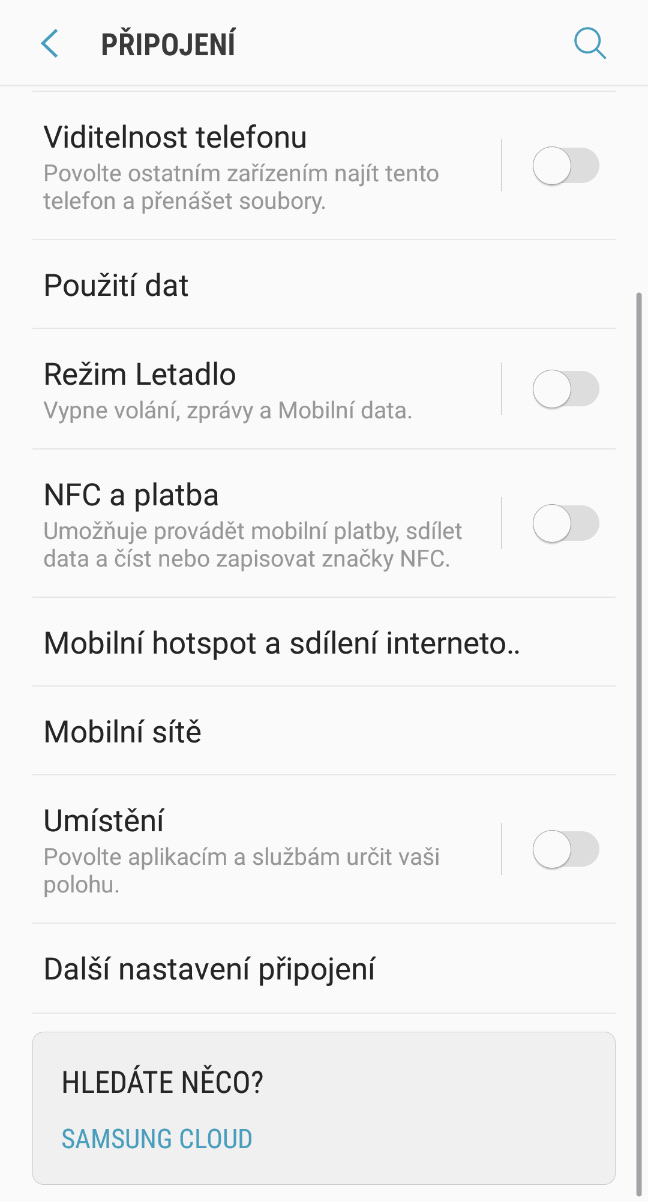 PŘIPOJENÍ
Viditelnost telefonu
Povolte ostatním zařízením najít tento
telefon a přenášet soubory.
Použití dat
Režim Letadlo
Vypne volání, zprávy a Mobilní data.
NFC a platba
Umožňuje provádět mobilní platby, sdílet
data a číst nebo zapisovat značky NFC.
Mobilní hotspot a sdílení interneto..
Mobilní sítě
Umístění
Povolte aplikacím a službám určit vaši
polohu.
Další nastavení připojení
HLEDÁTE NĚCO?
SAMSUNG CLOUD